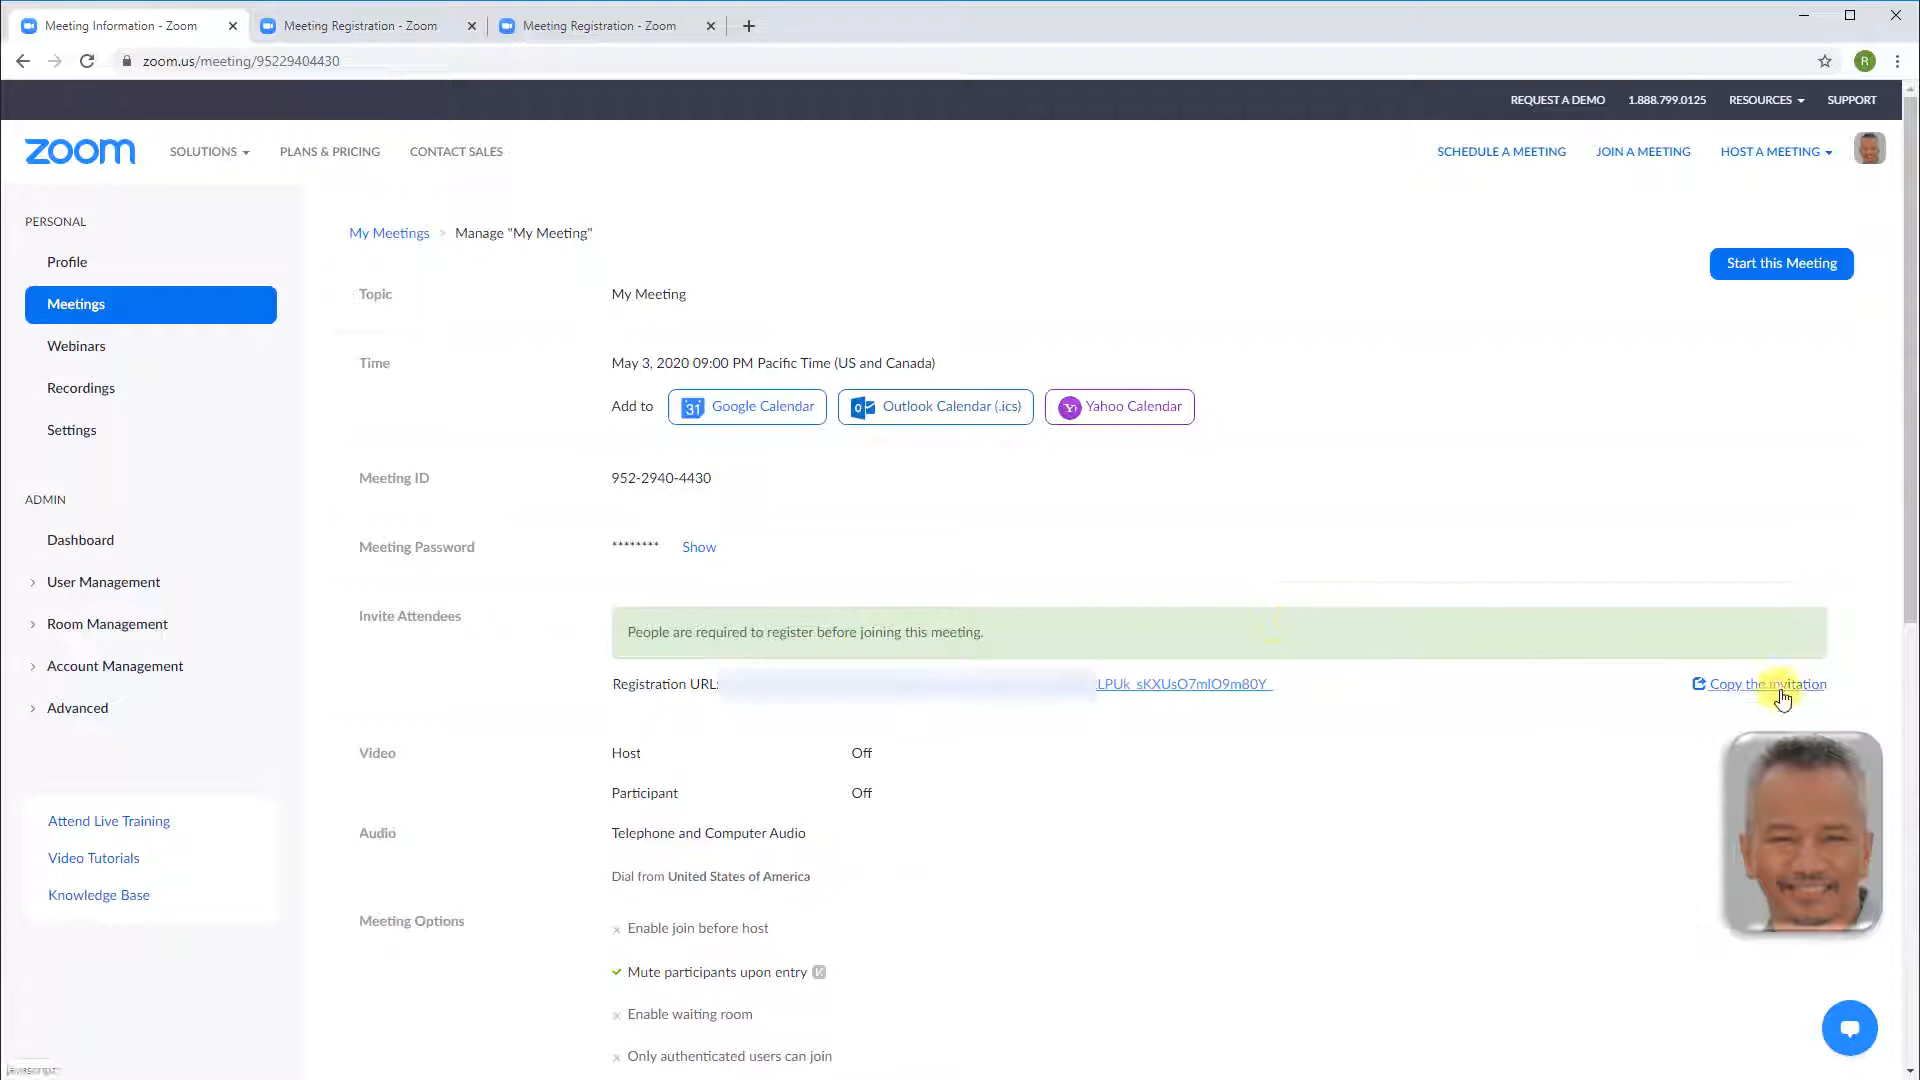 Meeting Information - Zoom
Meeting Registration - Zoom
Meeting Registration - Zoom
zoom.us/meeting/95229404430
R
REQUEST A DEMO
1.888.799.0125
RESOURCES
SUPPORT
zoom
SOLUTIONS
PLANS & PRICING
CONTACT SALES
SCHEDULE A MEETING
JOIN A MEETING
HOST A MEETING
PERSONAL
Profile
Meetings
Webinars
Recordings
Settings
ADMIN
Dashboard
User Management
Room Management
Account Management
Advanced
Attend Live Training
Video Tutorials
Knowledge Base
My Meetings > Manage "My Meeting"
Start this Meeting
Topic
My Meeting
Time
May 3, 2020 09:00 PM Pacific Time (US and Canada)
Add to
31 Google Calendar
Outlook Calendar (.ics)
Yahoo Calendar
Meeting ID
952-2940-4430
Meeting Password
******** Show
Invite Attendees
People are required to register before joining this meeting.
Registration URL: LPUk_sKXUsO7mlO9m80Y_
Copy the invitation
Video
Host Off
Participant Off
Audio
Telephone and Computer Audio
Dial from United States of America
Meeting Options
Enable join before host
Mute participants upon entry
Enable waiting room
Only authenticated users can join